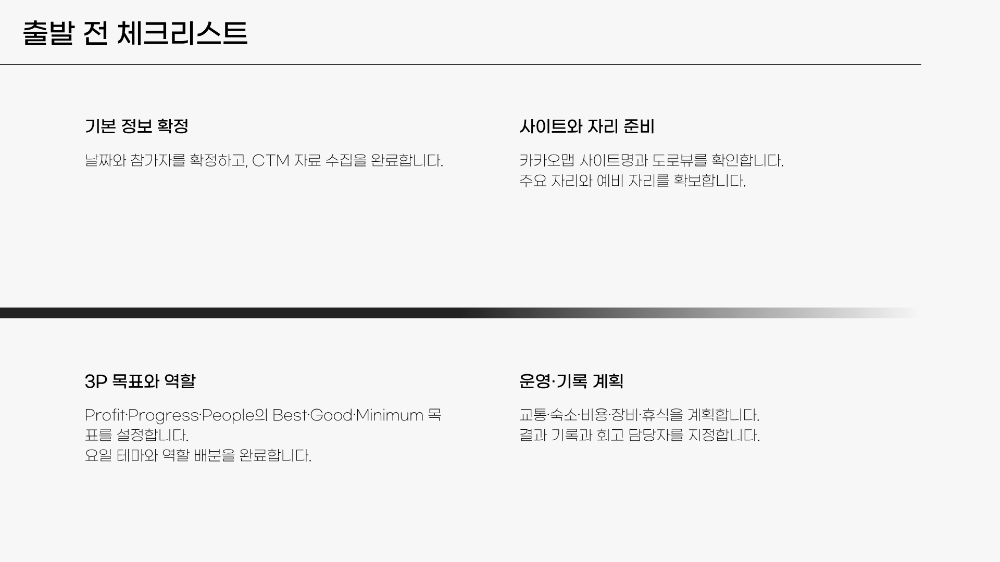 출발 전 체크리스트
기본 정보 확정
날짜와 참가자를 확정하고, CTM 자료 수집을 완료합니다.
사이트와 자리 준비
카카오맵 사이트명과 도로뷰를 확인합니다.
주요 자리와 예비 자리를 확보합니다.
3P 목표와 역할
Profit·Progress·People의 Best·Good·Minimum 목
표를 설정합니다.
요일 테마와 역할 배분을 완료합니다.
운영·기록 계획
교통·숙소·비용·장비·휴식을 계획합니다.
결과 기록과 회고 담당자를 지정합니다.